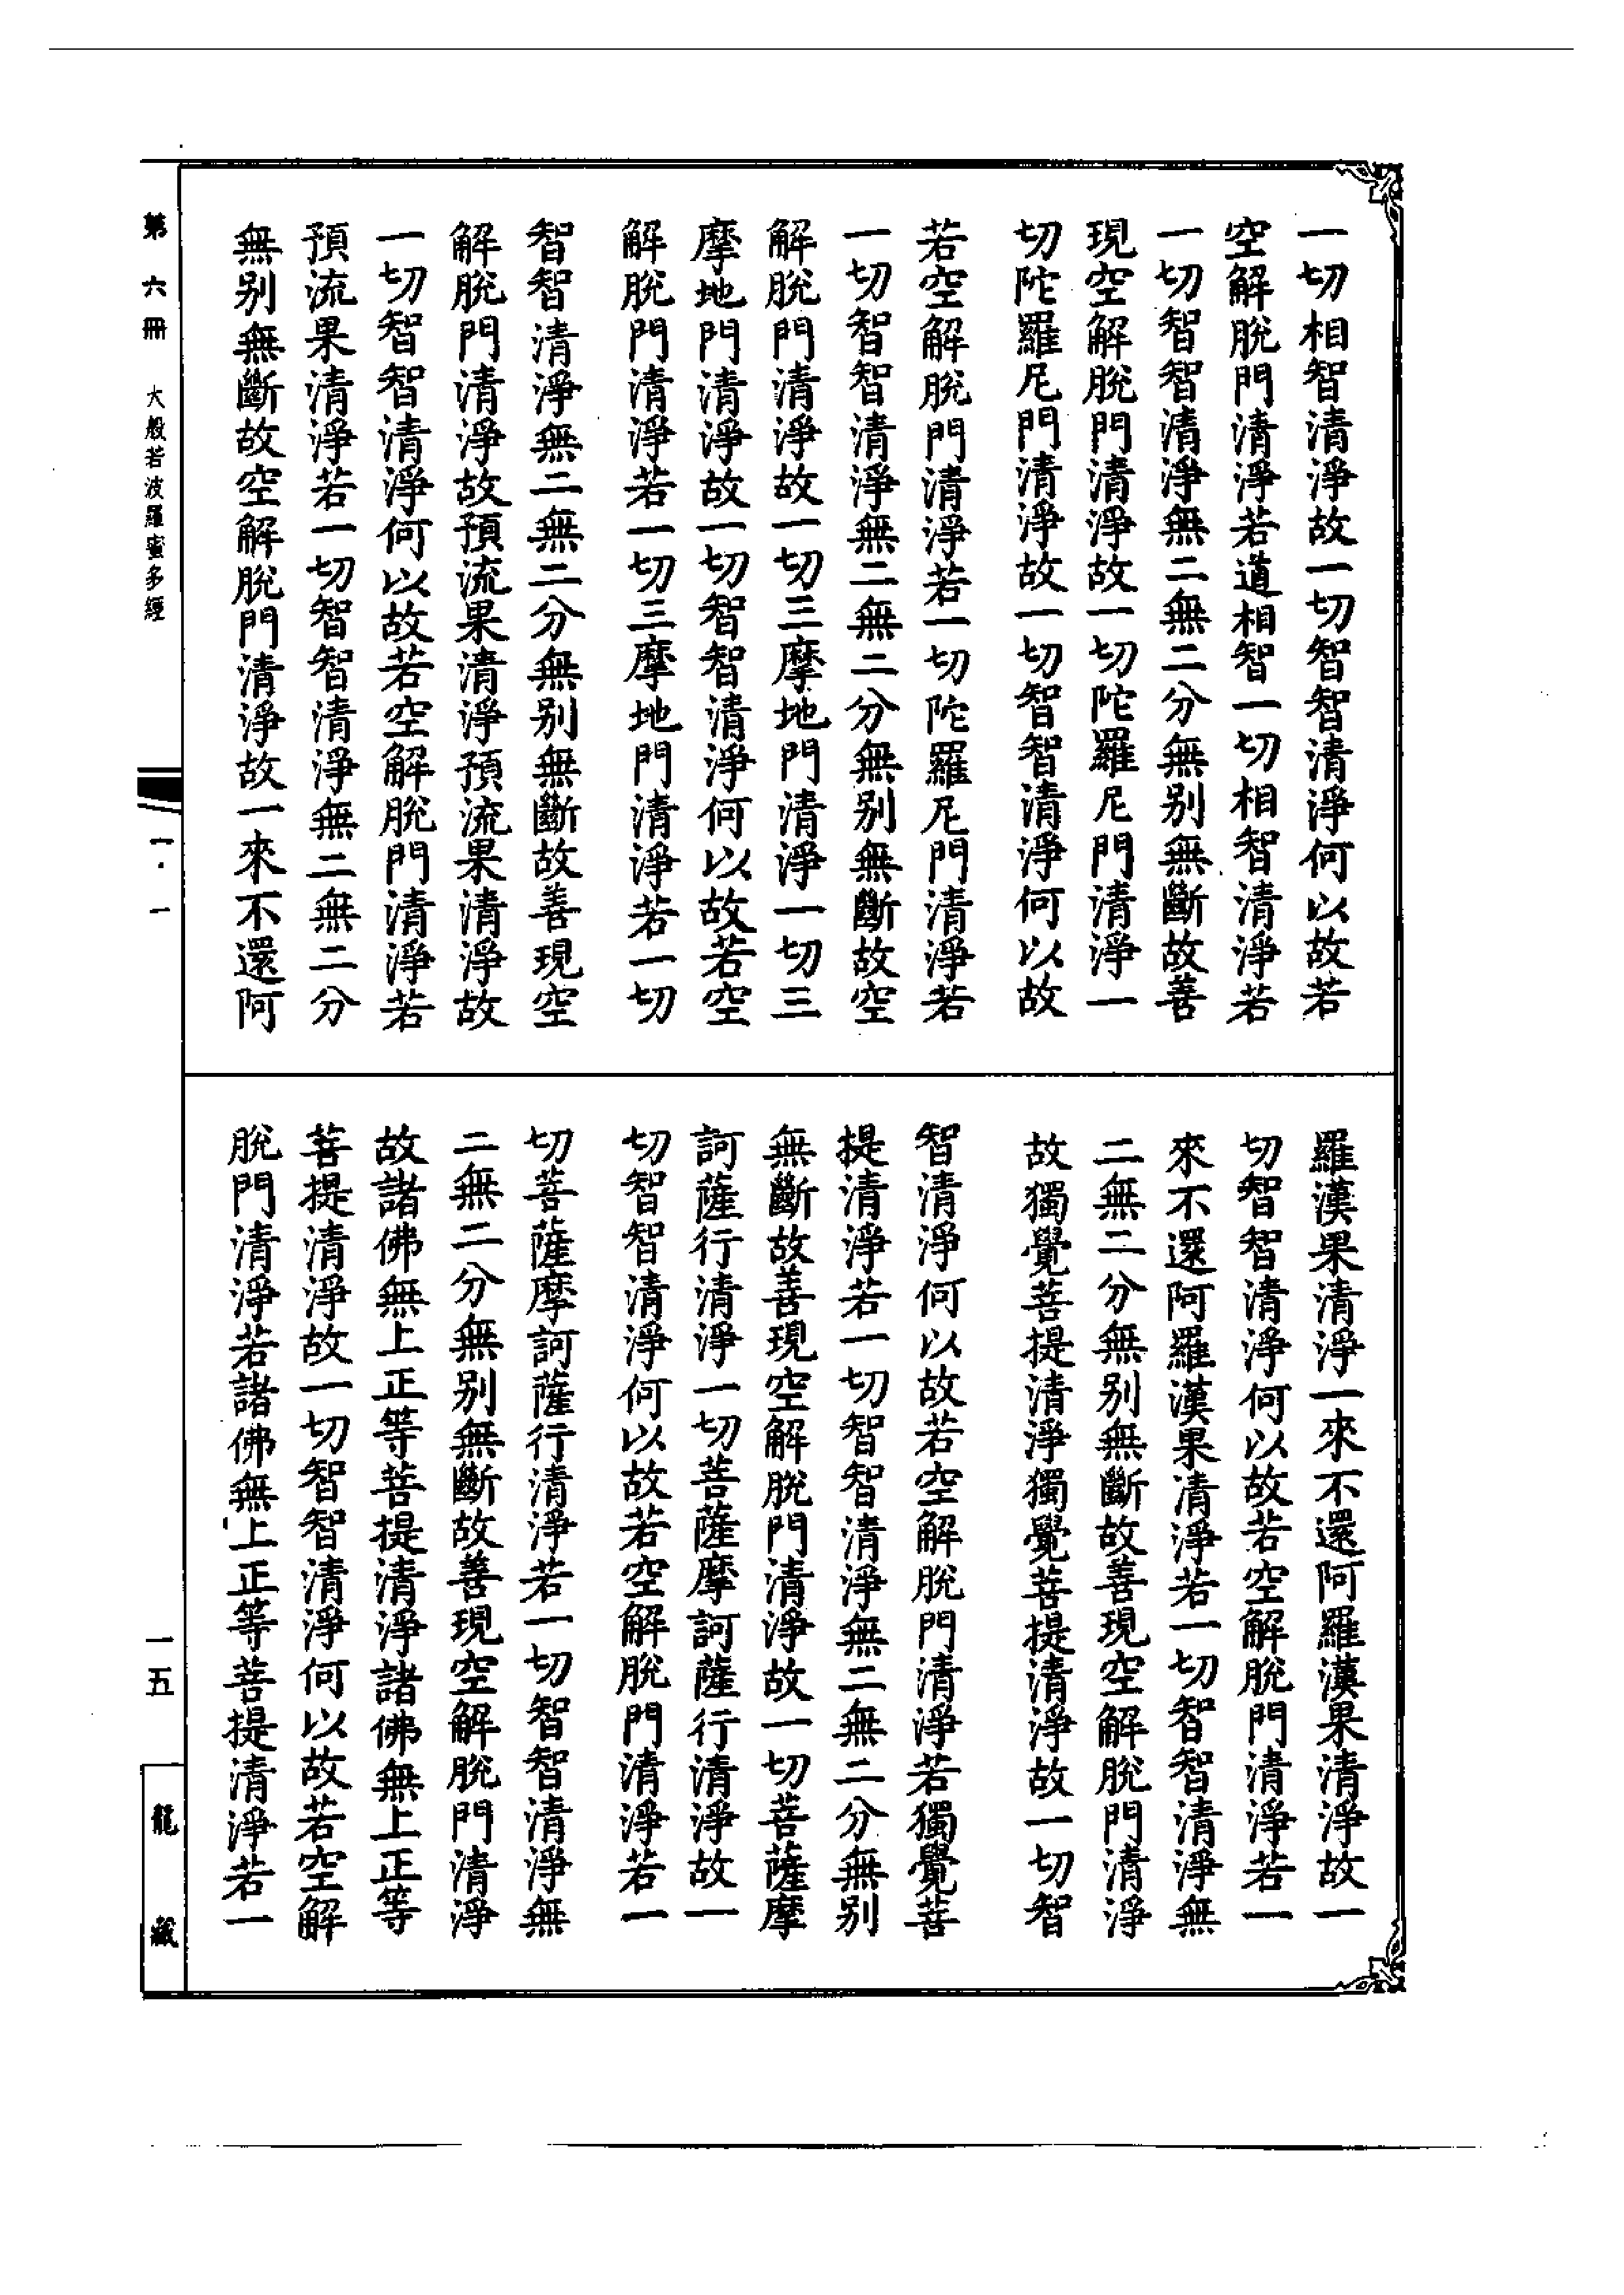 一切相智清淨故一切智智清淨何以故若
空解脫門清淨若道相智一切相智清淨若
一切智智清淨無二無二分無别無斷故善
現空解脫門清淨故一切陀羅尼門清淨一
切陀羅尼門清淨故一切智智清淨何以故
若空解脫門清淨若一切陀羅尼門清淨若
一切智智清淨無二無二分無别無斷故空
解脫門清淨故一切三摩地門清淨一切三
摩地門清淨故一切智智清淨何以故若空
解脫門清淨若一切三摩地門清淨若一切
智智清淨無二無二分無别無斷故善現空
解脫門清淨故預流果清淨預流果清淨故
一切智智清淨何以故若空解脫門清淨若
預流果清淨若一切智智清淨無二無二分
無别無斷故空解脫門清淨故一來不還阿
羅漢果清淨一來不還阿羅漢果清淨故一
切智智清淨何以故若空解脫門清淨若一
來不還阿羅漢果清淨若一切智智清淨無
二無二分無别無斷故善現空解脫門清淨
故獨覺菩提清淨獨覺菩提清淨故一切智
智清淨何以故若空解脫門清淨若獨覺菩
提清淨若一切智智清淨無二無二分無别
無斷故善現空解脫門清淨故一切菩薩摩
訶薩行清淨一切菩薩摩訶薩行清淨故一
切智智清淨何以故若空解脫門清淨若一
切菩薩摩訶薩行清淨若一切智智清淨無
二無二分無别無斷故善現空解脫門清淨
故諸佛無上正等菩提清淨諸佛無上正等
菩提清淨故一切智智清淨何以故若空解
脫門清淨若諸佛無上正等菩提清淨若一
第六冊 大般若波羅蜜多經
一·一
一五
龍藏